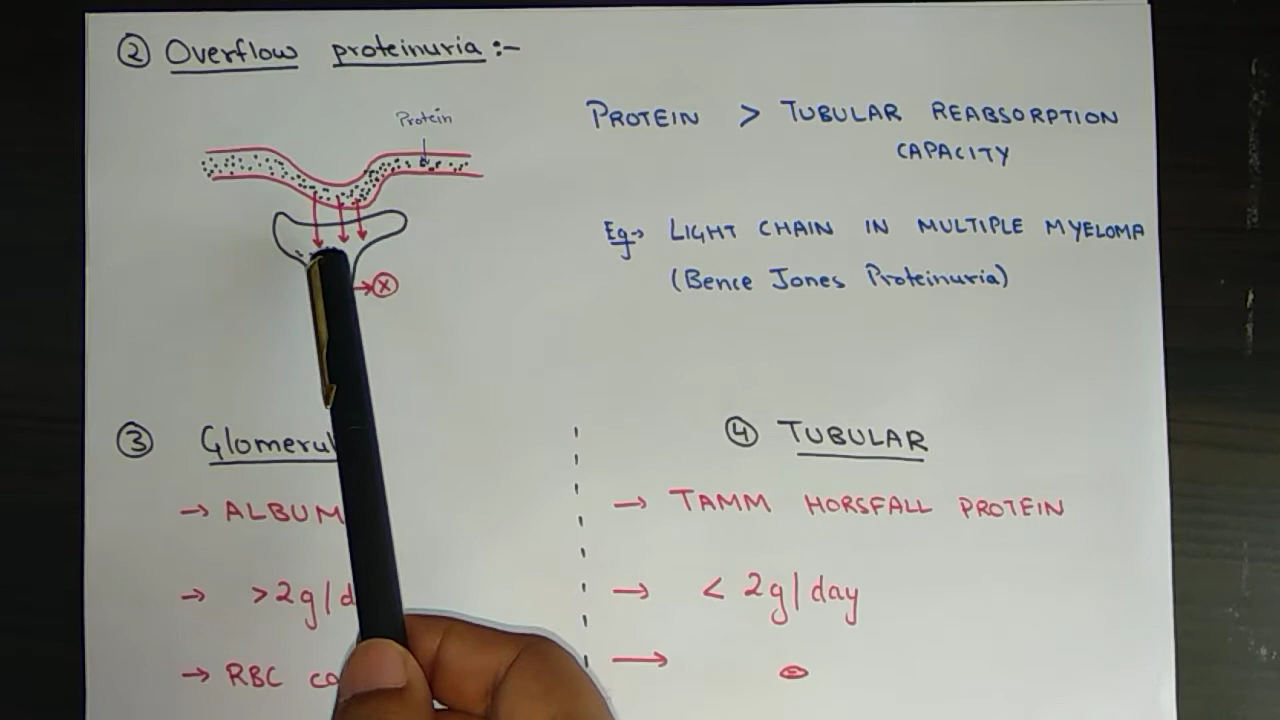 ② Overflow proteinuria :-
Protein
PROTEIN > TUBULAR REABSORPTION
CAPACITY
Eg→ LIGHT CHAIN IN MULTIPLE MYELOMA
(Bence Jones Proteinuria)
→ⓧ
③ Glomerul
→ ALBUM
→ >2g/d
→ RBC ca
④ TUBULAR
→ TAMM HORSFALL PROTEIN
→ < 2g/day
→ ⊖